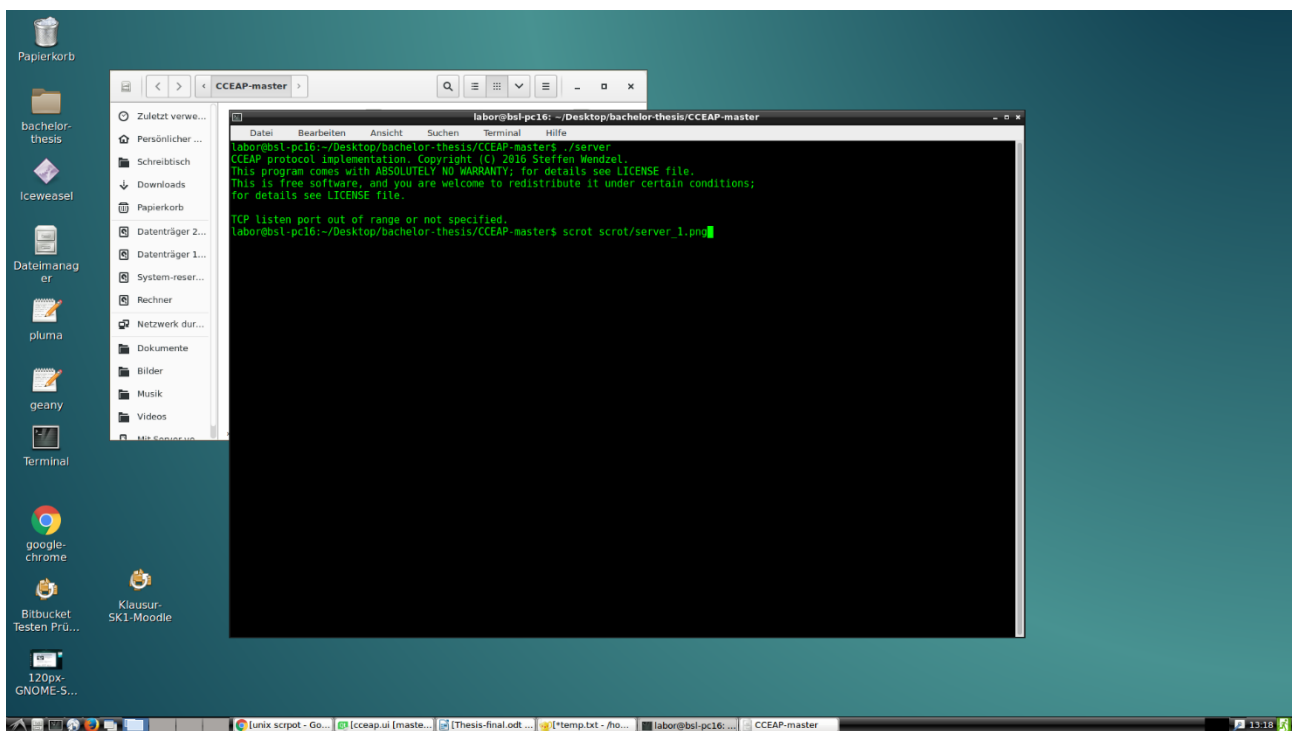 Papierkorb
bachelor-
thesis
Iceweasel
Dateimanag
er
pluma
geany
Terminal
google-
chrome
Bitbucket
Testen Prü...
Klausur-
SK1-Moodle
120px-
GNOME-S...
CCEAP-master
Zuletzt verwe...
Persönlicher ...
Schreibtisch
Downloads
Papierkorb
Datenträger 2...
Datenträger 1...
System-reser...
Rechner
Netzwerk dur...
Dokumente
Bilder
Musik
Videos
labor@bsl-pc16: ~/Desktop/bachelor-thesis/CCEAP-master
Datei Bearbeiten Ansicht Suchen Terminal Hilfe
labor@bsl-pc16:~/Desktop/bachelor-thesis/CCEAP-master$ ./server
CCEAP protocol implementation. Copyright (C) 2016 Steffen Wendzel.
This program comes with ABSOLUTELY NO WARRANTY; for details see LICENSE file.
This is free software, and you are welcome to redistribute it under certain conditions;
for details see LICENSE file.
TCP listen port out of range or not specified.
labor@bsl-pc16:~/Desktop/bachelor-thesis/CCEAP-master$ scrot scrot/server_1.png
[unix scrpot - Go... [cceap.ui [maste... [Thesis-final.odt ... [*temp.txt - /ho... labor@bsl-pc16: ... CCEAP-master 13:18